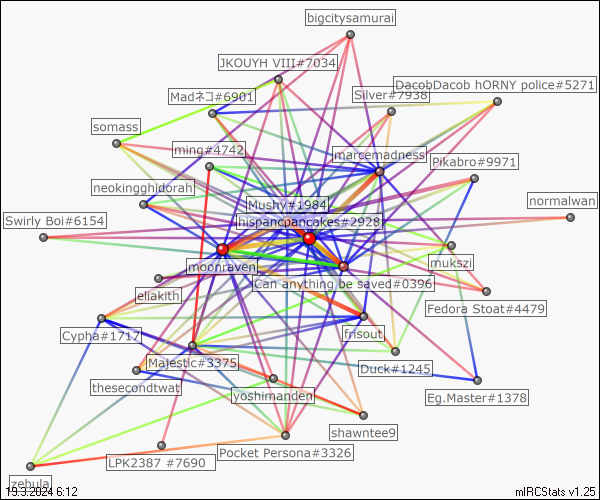 bigcitysamurai
JKOUYH VIII#7034
DacobDacob hORNY police#5271
Silver#7938
Madネコ#6901
somass
ming#4742
marcemadness
Pikabro#9971
neokingghidorah
Mushy#1984
normalwan
hispancpancakes#2928
Swirly Boi#6154
mukszi
moonraven
Can anything be saved#0396
eliakith
Fedora Stoat#4479
Cypha#1717
frisout
Majestic#3375
Duck#1245
thesecondtwat
yoshimanden
Eg.Master#1378
shawntee9
Pocket Persona#3326
LPK2387 #7690
zebula
19.3.2024 6:12
mIRCStats v1.25